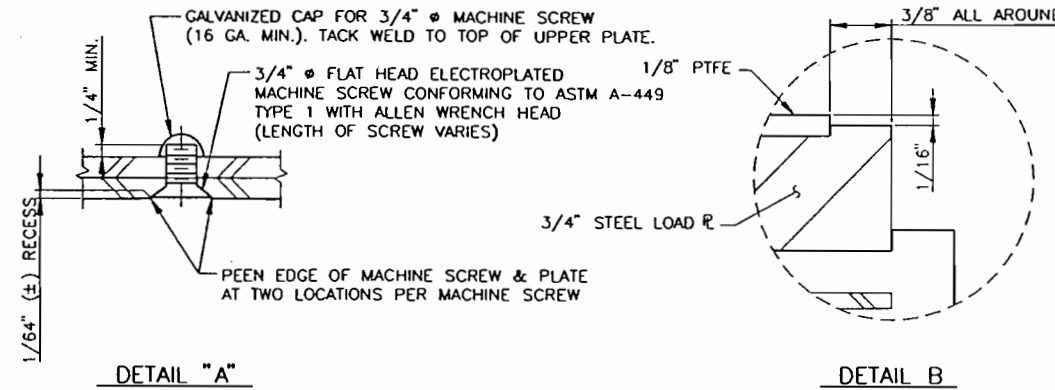 GALVANIZED CAP FOR 3/4" ø MACHINE SCREW
(16 GA. MIN.). TACK WELD TO TOP OF UPPER PLATE.
1/4" MIN.
3/4" ø FLAT HEAD ELECTROPLATED
MACHINE SCREW CONFORMING TO ASTM A-449
TYPE 1 WITH ALLEN WRENCH HEAD
(LENGTH OF SCREW VARIES)
1/64" (±) RECESS
PEEN EDGE OF MACHINE SCREW & PLATE
AT TWO LOCATIONS PER MACHINE SCREW
DETAIL "A"
3/8" ALL AROUND
1/8" PTFE
1/16"
3/4" STEEL LOAD ⅊
DETAIL B